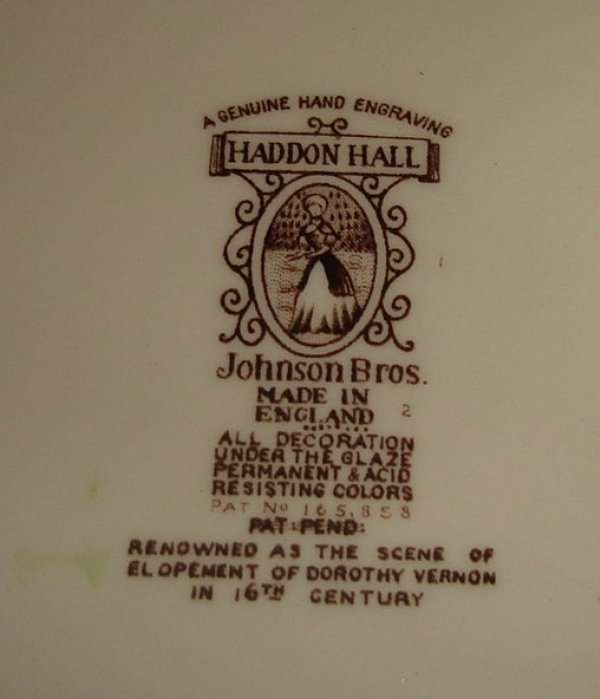 A GENUINE HAND ENGRAVING
HADDON HALL
Johnson Bros.
MADE IN
ENGLAND 2
ALL DECORATION
UNDER THE GLAZE
PERMANENT & ACID
RESISTING COLORS
PAT Nº 165,858
PAT: PEND:
RENOWNED AS THE SCENE OF
ELOPEMENT OF DOROTHY VERNON
IN 16TH CENTURY